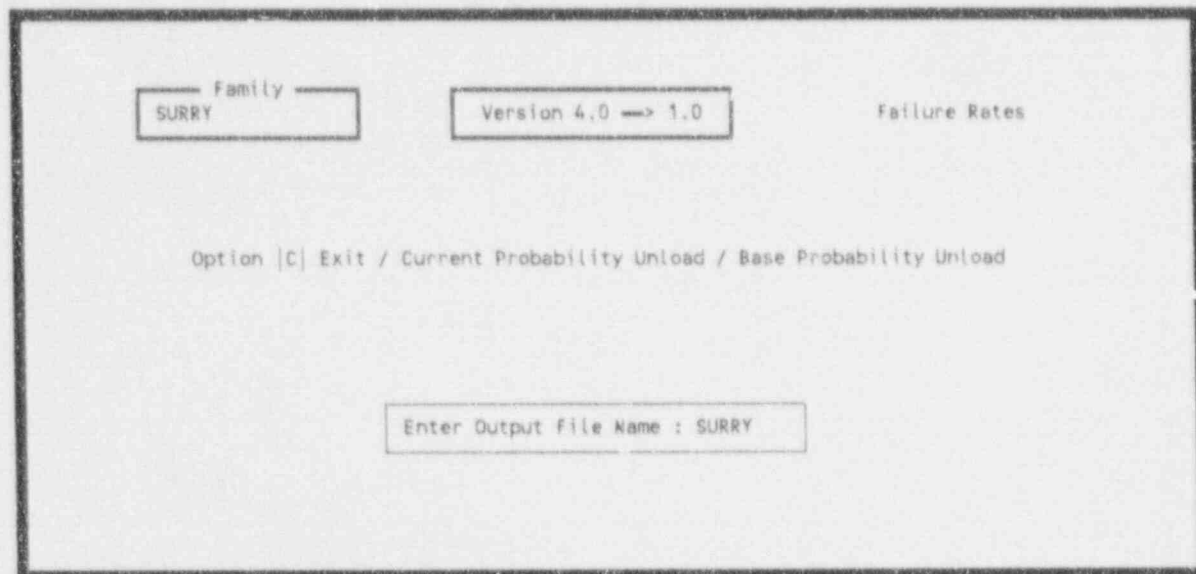 Family
SURRY
Version 4.0 ==> 1.0
Failure Rates
Option |C| Exit / Current Probability Unload / Base Probability Unload
Enter Output File Name : SURRY